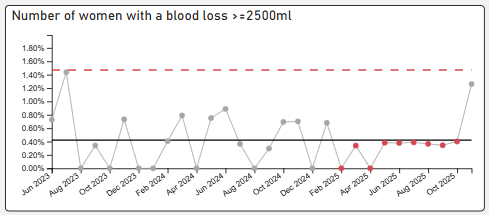 Number of women with a blood loss >=2500ml
1.80%
1.60%
1.40%
1.20%
1.00%
0.80%
0.60%
0.40%
0.20%
0.00%
Jun 2023
Aug 2023
Oct 2023
Dec 2023
Feb 2024
Apr 2024
Jun 2024
Aug 2024
Oct 2024
Dec 2024
Feb 2025
Apr 2025
Jun 2025
Aug 2025
Oct 2025